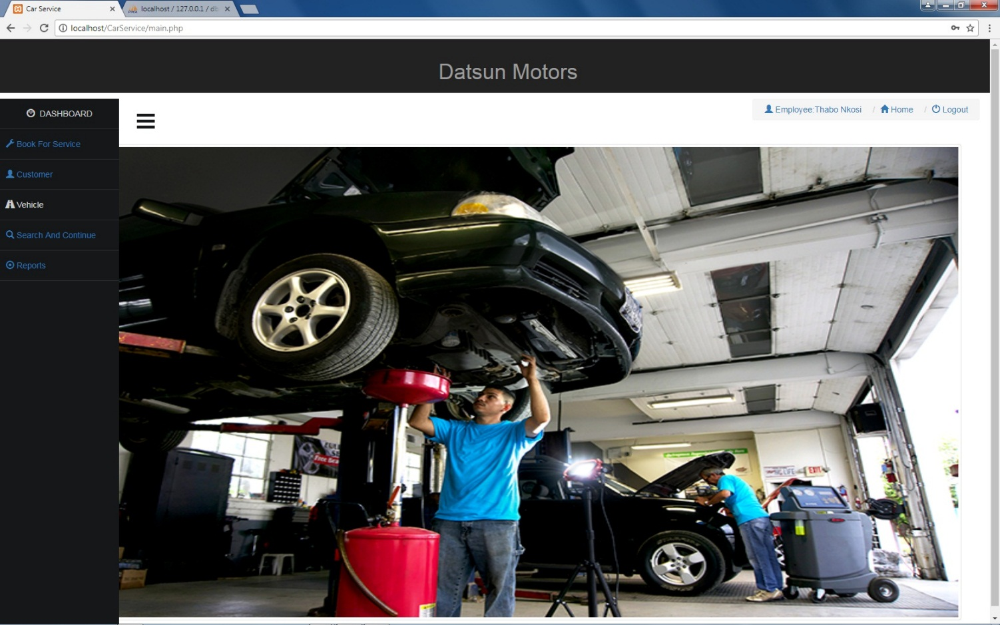 Car Service
localhost / 127.0.0.1 / db
localhost/CarService/main.php
Datsun Motors
Employee:Thabo Nkosi / Home / Logout
DASHBOARD
Book For Service
Customer
Vehicle
Search And Continue
Reports
EXIT